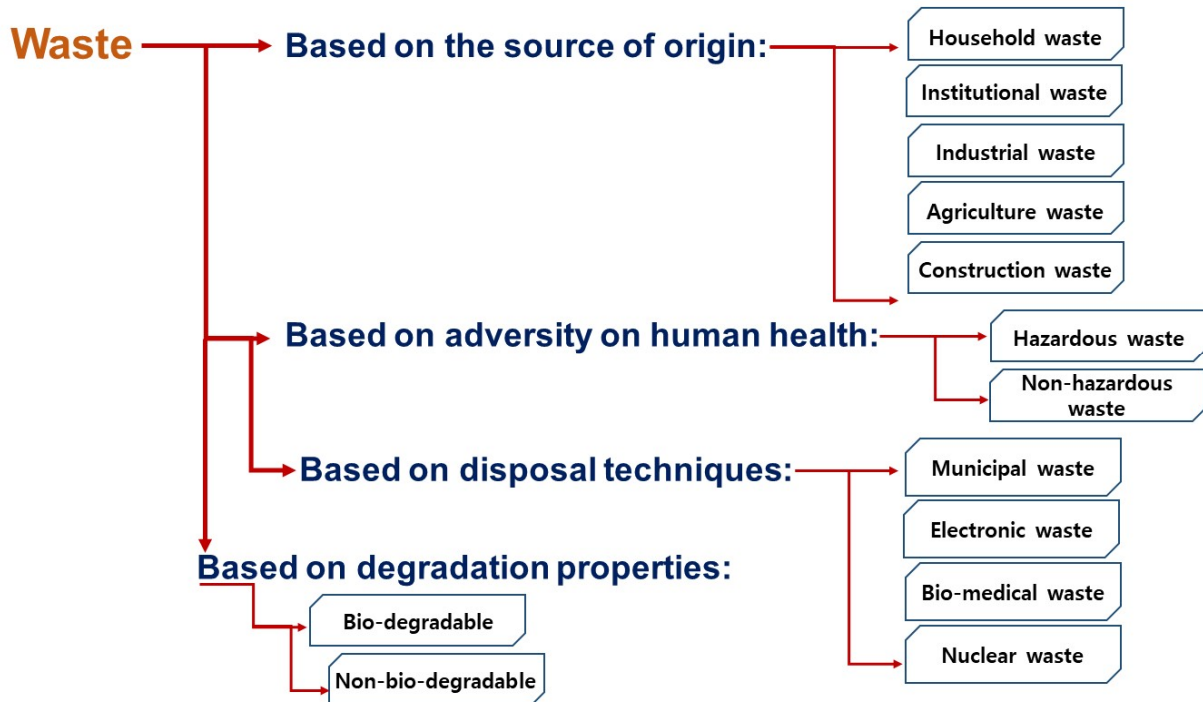 Waste
Based on the source of origin:
Household waste
Institutional waste
Industrial waste
Agriculture waste
Construction waste
Based on adversity on human health:
Hazardous waste
Non-hazardous
waste
Based on disposal techniques:
Municipal waste
Electronic waste
Bio-medical waste
Nuclear waste
Based on degradation properties:
Bio-degradable
Non-bio-degradable